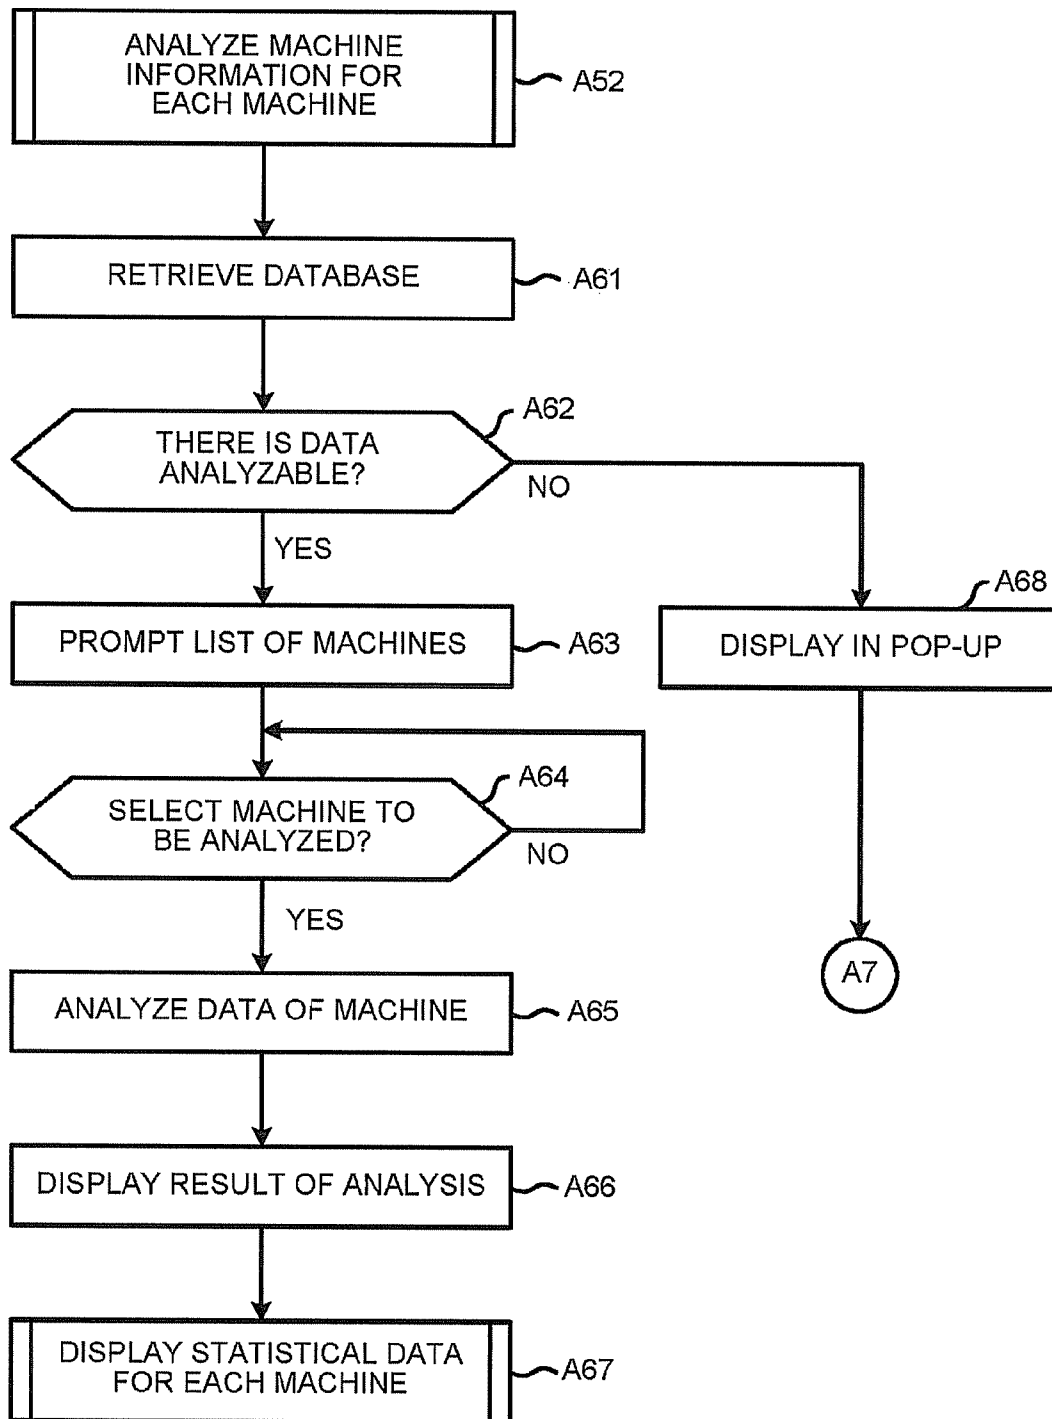 ANALYZE MACHINE
INFORMATION FOR
EACH MACHINE
A52
RETRIEVE DATABASE
A61
A62
THERE IS DATA
ANALYZABLE?
NO
YES
A68
PROMPT LIST OF MACHINES
A63
DISPLAY IN POP-UP
A64
SELECT MACHINE TO
BE ANALYZED?
NO
YES
A7
ANALYZE DATA OF MACHINE
A65
DISPLAY RESULT OF ANALYSIS
A66
DISPLAY STATISTICAL DATA
FOR EACH MACHINE
A67